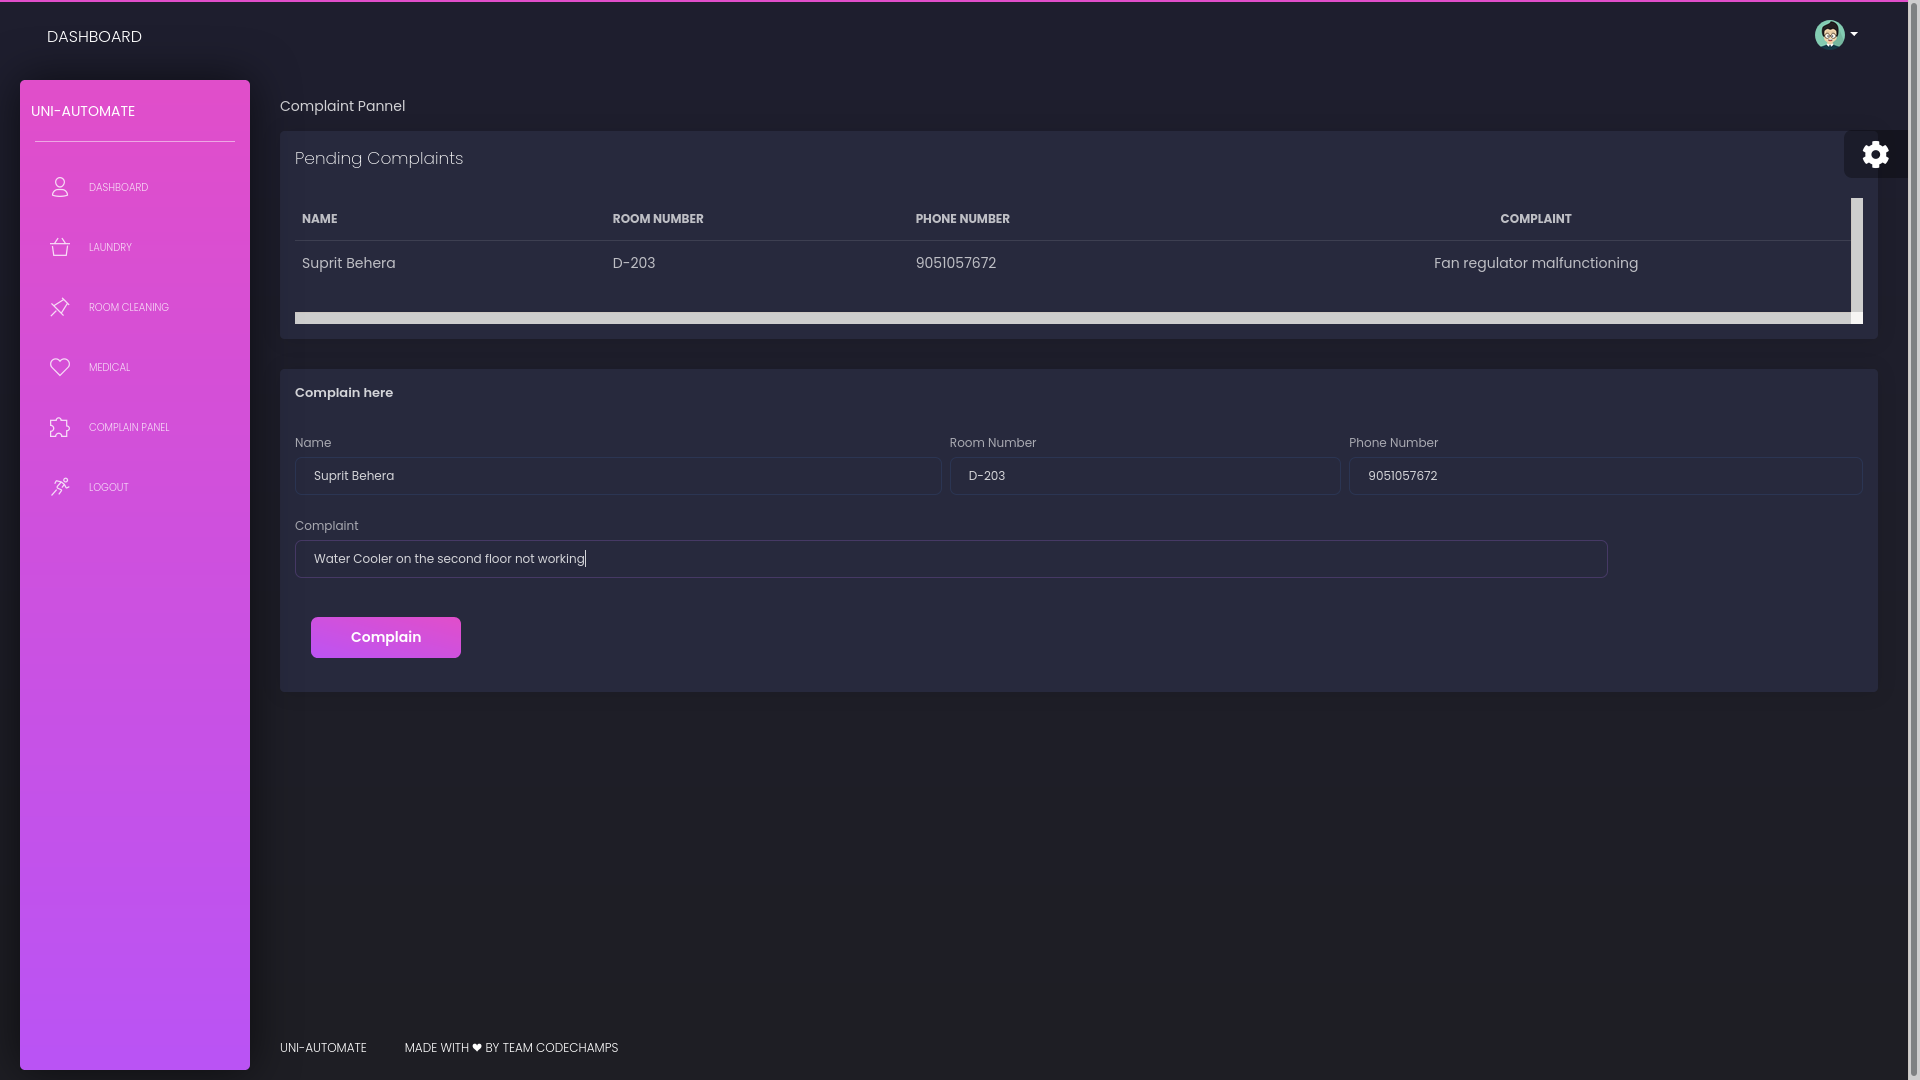 DASHBOARD
UNI-AUTOMATE
DASHBOARD
LAUNDRY
ROOM CLEANING
MEDICAL
COMPLAIN PANEL
LOGOUT
Complaint Pannel
Pending Complaints
NAME ROOM NUMBER PHONE NUMBER COMPLAINT
Suprit Behera D-203 9051057672 Fan regulator malfunctioning
Complain here
Name Room Number Phone Number
Suprit Behera D-203 9051057672
Complaint
Water Cooler on the second floor not working
Complain
UNI-AUTOMATE MADE WITH ♥ BY TEAM CODECHAMPS